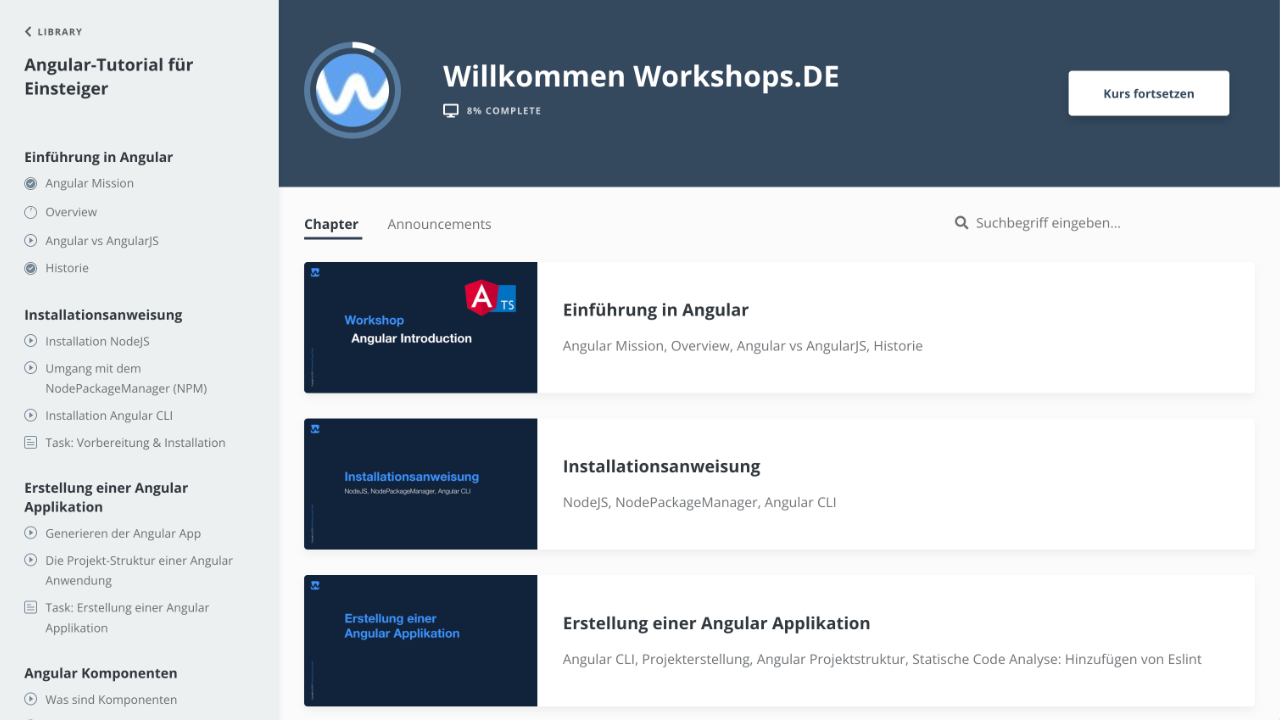 LIBRARY
Angular-Tutorial für
Einsteiger
Einführung in Angular
Angular Mission
Overview
Angular vs AngularJS
Historie
Installationsanweisung
Installation NodeJS
Umgang mit dem
NodePackageManager (NPM)
Installation Angular CLI
Task: Vorbereitung & Installation
Erstellung einer Angular
Applikation
Generieren der Angular App
Die Projekt-Struktur einer Angular
Anwendung
Task: Erstellung einer Angular
Applikation
Angular Komponenten
Was sind Komponenten
Willkommen Workshops.DE
8% COMPLETE
Kurs fortsetzen
Chapter
Announcements
Suchbegriff eingeben...
A
TS
Workshop
Angular Introduction
Einführung in Angular
Angular Mission, Overview, Angular vs AngularJS, Historie
Installationsanweisung
NodeJS, NodePackageManager, Angular CLI
Installationsanweisung
NodeJS, NodePackageManager, Angular CLI
Erstellung einer
Angular Applikation
Erstellung einer Angular Applikation
Angular CLI, Projekterstellung, Angular Projektstruktur, Statische Code Analyse: Hinzufügen von Eslint